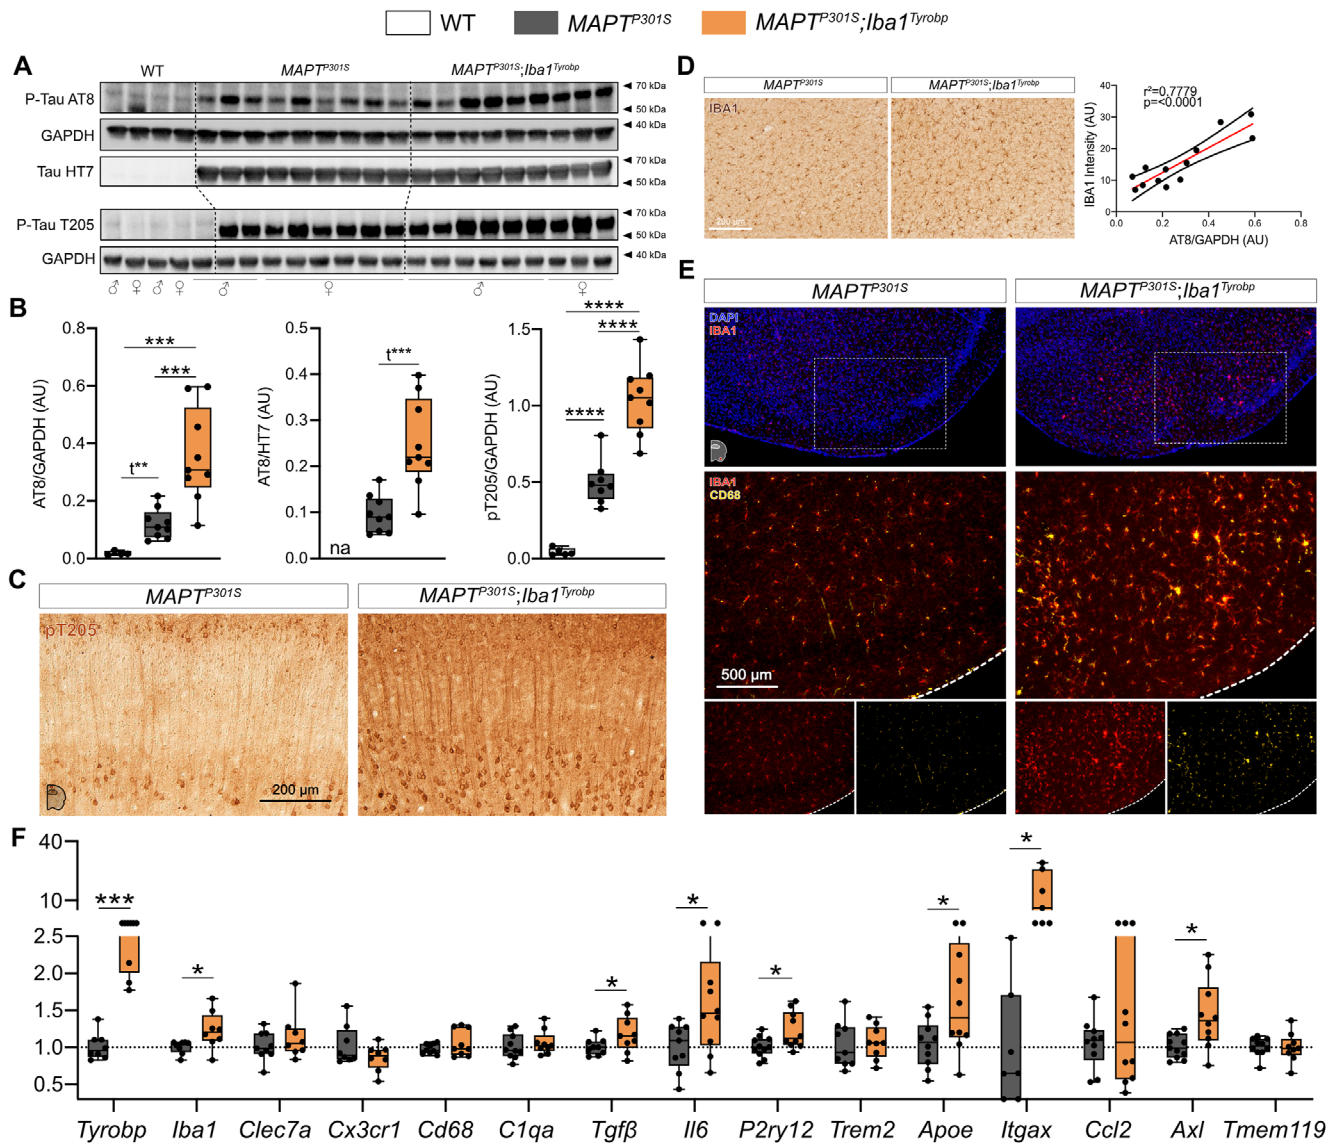 WT MAPTP301S MAPTP301S;Iba1Tyrobp
A
WT MAPTP301S MAPTP301S;Iba1Tyrobp
P-Tau AT8
70 kDa
50 kDa
GAPDH
40 kDa
Tau HT7
70 kDa
50 kDa
P-Tau T205
70 kDa
50 kDa
GAPDH
40 kDa
♂ ♀ ♂ ♀ ♂ ♀ ♂ ♀
B
AT8/GAPDH (AU)
0.8
0.6
0.4
0.2
0.0
***
***
t**
AT8/HT7 (AU)
0.5
0.4
0.3
0.2
0.1
0.0
t***
na
pT205/GAPDH (AU)
1.5
1.0
0.5
0.0
****
****
****
C
MAPTP301S MAPTP301S;Iba1Tyrobp
pT205
200 µm
D
MAPTP301S MAPTP301S;Iba1Tyrobp
IBA1
200 µm
r²=0.7779
p=<0.0001
IBA1 Intensity (AU)
40
30
20
10
0
0.0 0.2 0.4 0.6 0.8
AT8/GAPDH (AU)
E
MAPTP301S MAPTP301S;Iba1Tyrobp
DAPI
IBA1
IBA1
CD68
500 µm
F
40
10
2.5
2.0
1.5
1.0
0.5
*** * * * * * * *
Tyrobp Iba1 Clec7a Cx3cr1 Cd68 C1qa Tgfβ Il6 P2ry12 Trem2 Apoe Itgax Ccl2 Axl Tmem119